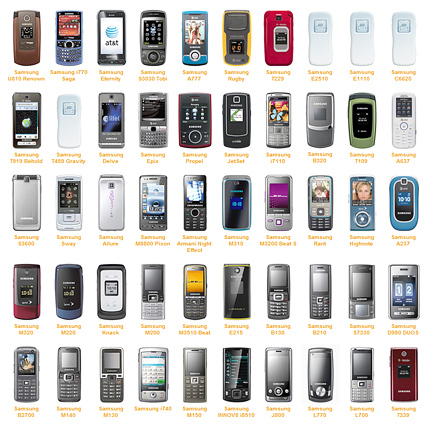 Samsung Samsung i770 Samsung Samsung Samsung Samsung Samsung Samsung Samsung Samsung
U810 Renown Saga Eternity S3030 Tobi A777 Rugby T229 E2510 E1110 C6620
at&t
Samsung Samsung Samsung Samsung Samsung Samsung Samsung Samsung Samsung Samsung
T919 Behold T459 Gravity Delve Epix Propel JetSet i7110 B320 T109 A637
Samsung Samsung Samsung Samsung Samsung Samsung Samsung Samsung Samsung Samsung
S3600 Sway Allure M8800 Pixon Armani Night M310 M3200 Beat S Rant Highnote A237
Effect
Samsung Samsung Samsung Samsung Samsung Samsung Samsung Samsung Samsung Samsung
M320 M220 Knack M200 M3510 Beat E215 B130 B210 S7330 D980 DUOS
Samsung Samsung Samsung Samsung i740 Samsung Samsung Samsung Samsung Samsung Samsung
B2700 M140 M120 M150 INNOV8 i8510 J800 L770 L700 T339